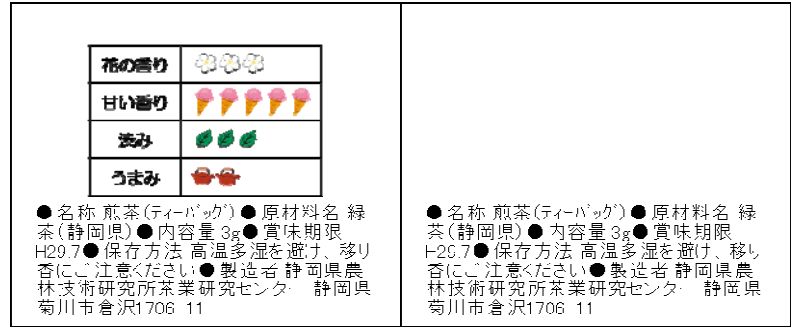 花の香り
甘い香り
渋み
うまみ
●名称 煎茶(ティーバッグ)●原材料名 緑
茶(静岡県)●内容量 3g●賞味期限
H29.7●保存方法 高温多湿を避け、移り
香にご注意ください●製造者 静岡県農
林技術研究所茶業研究センター 静岡県
菊川市倉沢1706-11
●名称 煎茶(ティーバッグ)●原材料名 緑
茶(静岡県)●内容量 3g●賞味期限
H29.7●保存方法 高温多湿を避け、移り
香にご注意ください●製造者 静岡県農
林技術研究所茶業研究センター 静岡県
菊川市倉沢1706-11